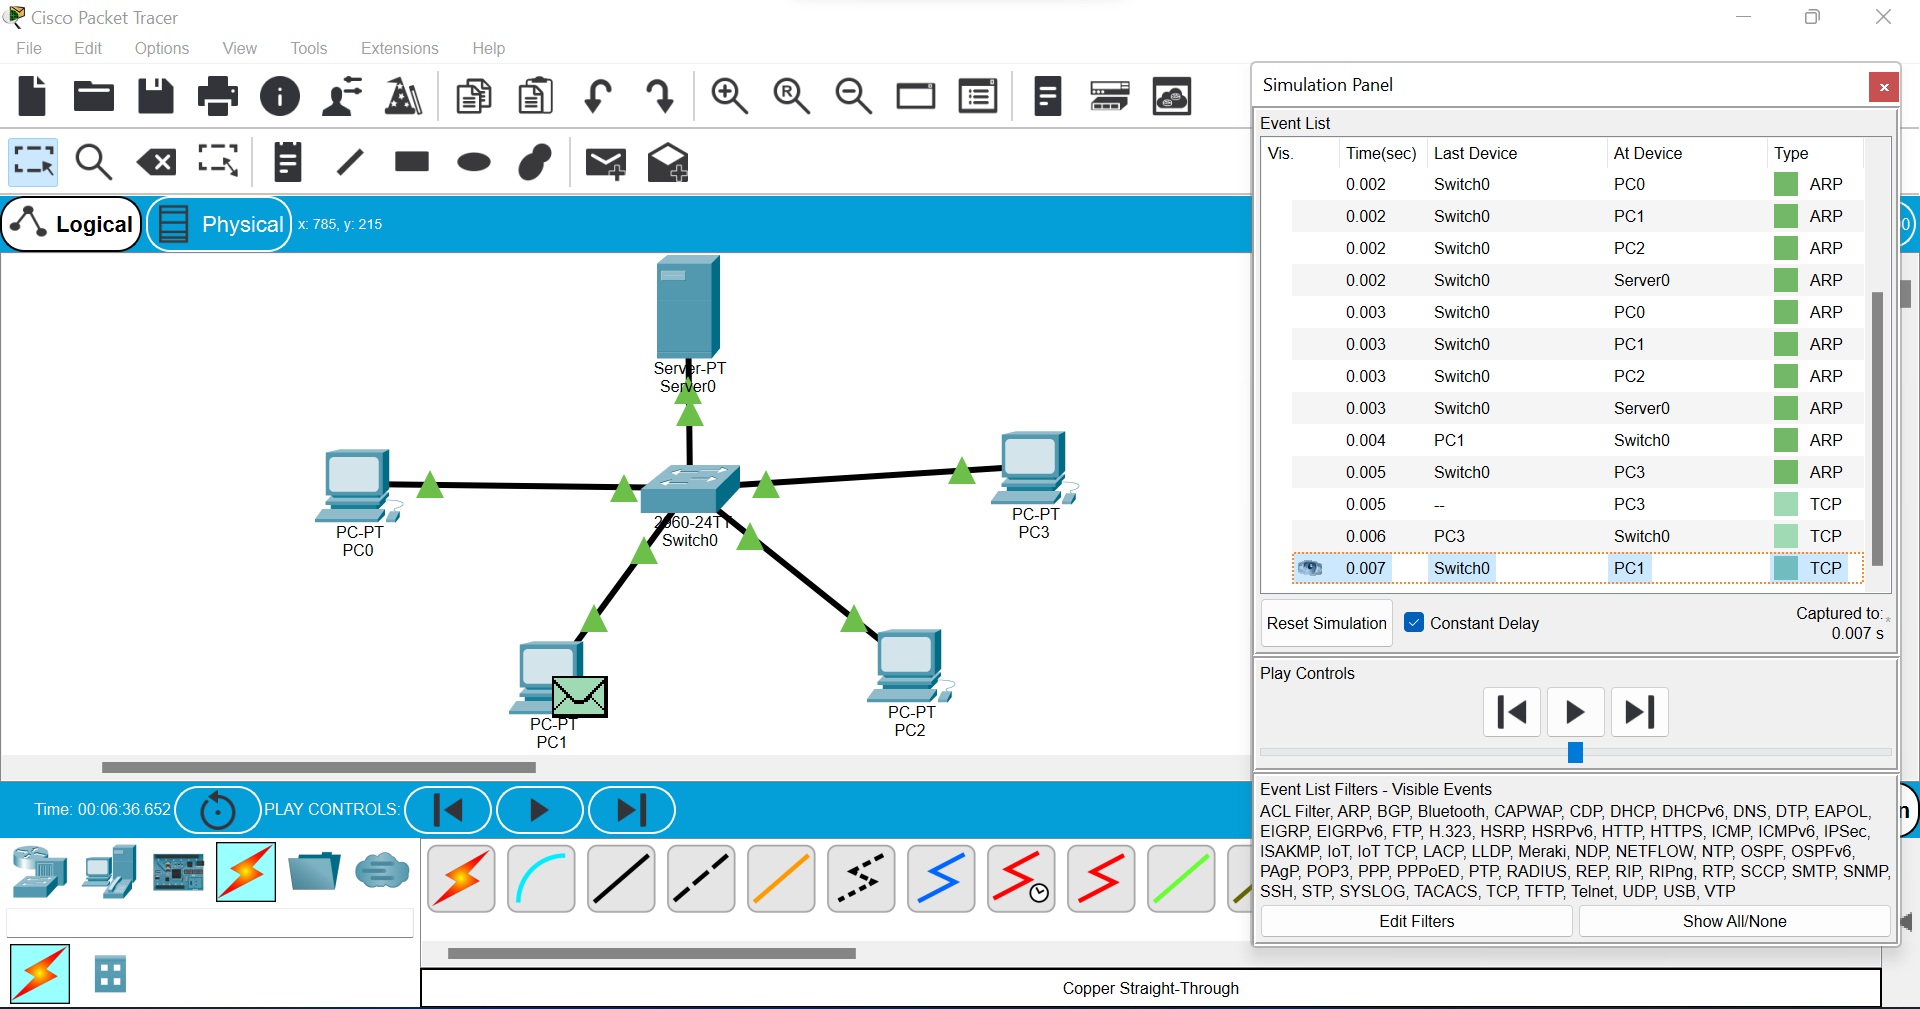 Cisco Packet Tracer
File Edit Options View Tools Extensions Help
Logical Physical x: 785, y: 215
Server-PT
Server0
PC-PT
PC0
2960-24TT
Switch0
PC-PT
PC3
PC-PT
PC1
PC-PT
PC2
Time: 00:06:36.652 PLAY CONTROLS:
Copper Straight-Through
Simulation Panel
Event List
Vis. Time(sec) Last Device At Device Type
0.002 Switch0 PC0 ARP
0.002 Switch0 PC1 ARP
0.002 Switch0 PC2 ARP
0.002 Switch0 Server0 ARP
0.003 Switch0 PC0 ARP
0.003 Switch0 PC1 ARP
0.003 Switch0 PC2 ARP
0.003 Switch0 Server0 ARP
0.004 PC1 Switch0 ARP
0.005 Switch0 PC3 ARP
0.005 -- PC3 TCP
0.006 PC3 Switch0 TCP
0.007 Switch0 PC1 TCP
Reset Simulation Constant Delay Captured to:*
0.007 s
Play Controls
Event List Filters - Visible Events
ACL Filter, ARP, BGP, Bluetooth, CAPWAP, CDP, DHCP, DHCPv6, DNS, DTP, EAPOL,
EIGRP, EIGRPv6, FTP, H.323, HSRP, HSRPv6, HTTP, HTTPS, ICMP, ICMPv6, IPSec,
ISAKMP, IoT, IoT TCP, LACP, LLDP, Meraki, NDP, NETFLOW, NTP, OSPF, OSPFv6,
PAgP, POP3, PPP, PPPoED, PTP, RADIUS, REP, RIP, RIPng, RTP, SCCP, SMTP, SNMP,
SSH, STP, SYSLOG, TACACS, TCP, TFTP, Telnet, UDP, USB, VTP
Edit Filters Show All/None